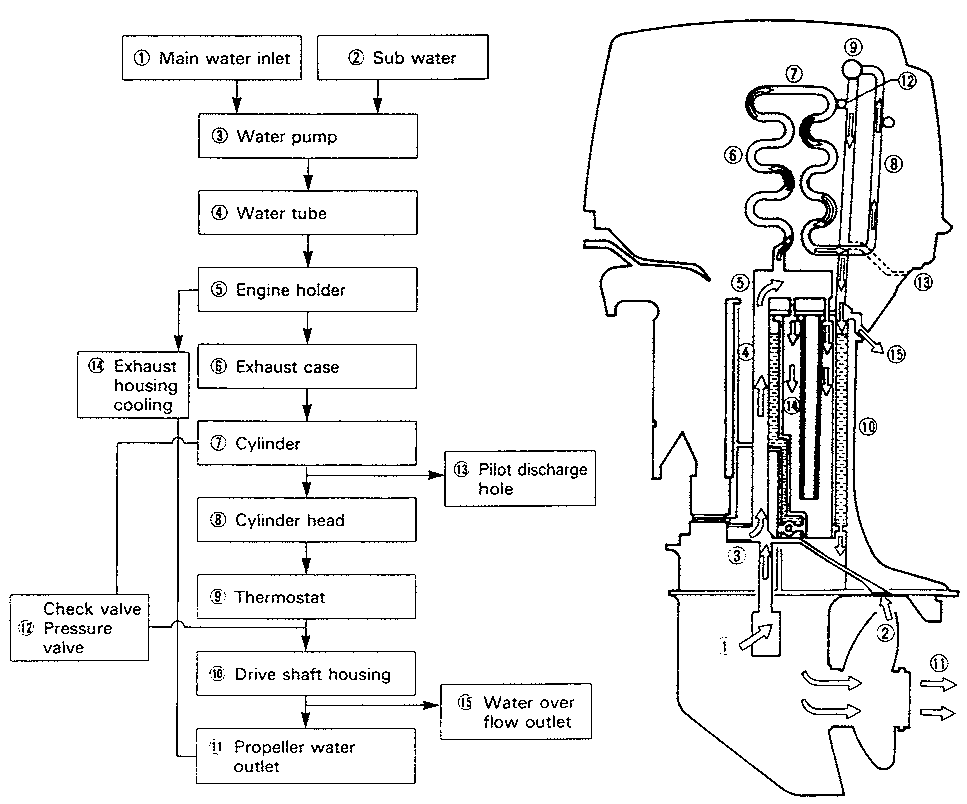 ① Main water inlet
② Sub water
③ Water pump
④ Water tube
⑤ Engine holder
⑭ Exhaust
housing
cooling
⑥ Exhaust case
⑦ Cylinder
⑬ Pilot discharge
hole
⑧ Cylinder head
⑨ Thermostat
Check valve
⑫ Pressure
valve
⑩ Drive shaft housing
⑮ Water over
flow outlet
⑪ Propeller water
outlet
⑨
⑦
⑫
⑥
⑧
⑤
⑬
④
⑮
⑭
⑩
③
②
1
⑪